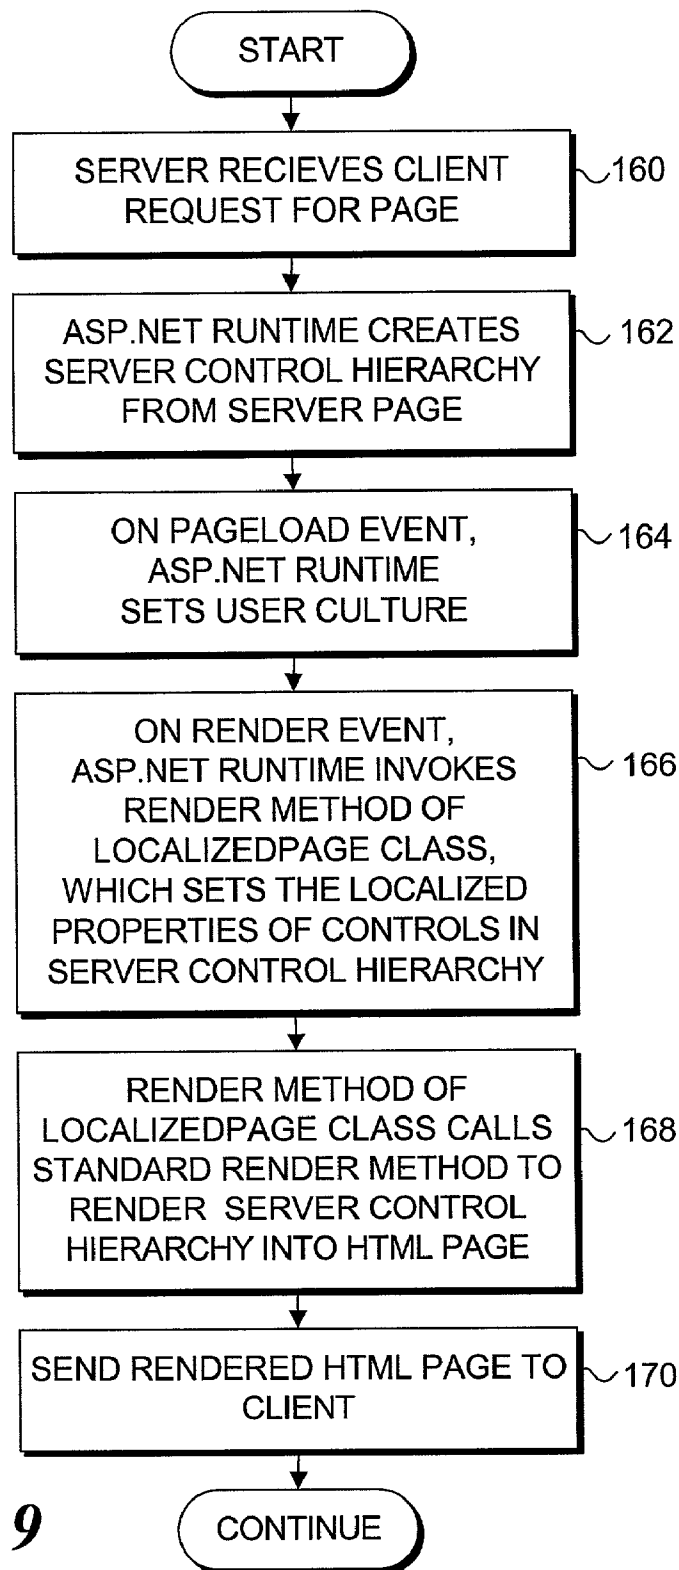 START
SERVER RECIEVES CLIENT
REQUEST FOR PAGE
160
ASP.NET RUNTIME CREATES
SERVER CONTROL HIERARCHY
FROM SERVER PAGE
162
ON PAGELOAD EVENT,
ASP.NET RUNTIME
SETS USER CULTURE
164
ON RENDER EVENT,
ASP.NET RUNTIME INVOKES
RENDER METHOD OF
LOCALIZEDPAGE CLASS,
WHICH SETS THE LOCALIZED
PROPERTIES OF CONTROLS IN
SERVER CONTROL HIERARCHY
166
RENDER METHOD OF
LOCALIZEDPAGE CLASS CALLS
STANDARD RENDER METHOD TO
RENDER SERVER CONTROL
HIERARCHY INTO HTML PAGE
168
SEND RENDERED HTML PAGE TO
CLIENT
170
CONTINUE
9